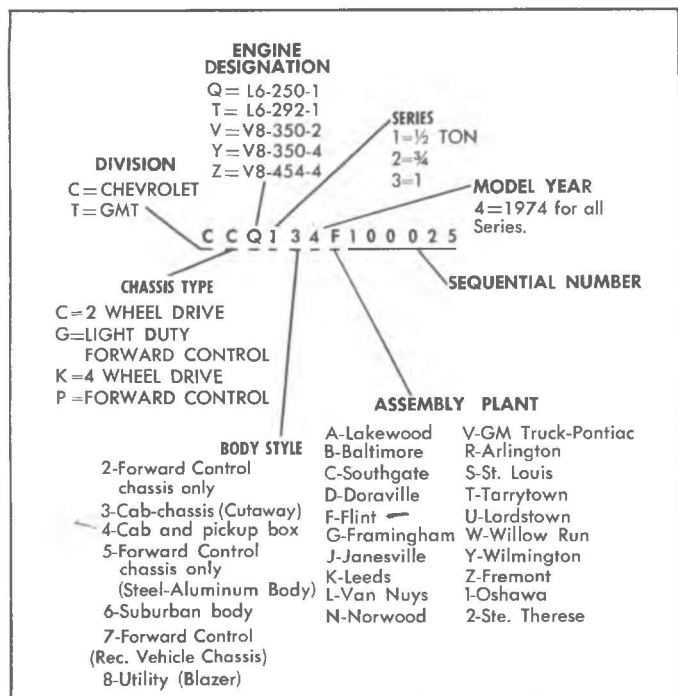 ENGINE
DESIGNATION
Q= L6-250-1
T= L6-292-1
V=V8-350-2
Y=V8-350-4
Z=V8-454-4
SERIES
1=½ TON
2=¾
3=1
DIVISION
C=CHEVROLET
T=GMT
MODEL YEAR
4=1974 for all
Series.
C C Q 1 3 4 F 1 0 0 0 2 5
SEQUENTIAL NUMBER
CHASSIS TYPE
C=2 WHEEL DRIVE
G=LIGHT DUTY
FORWARD CONTROL
K=4 WHEEL DRIVE
P=FORWARD CONTROL
BODY STYLE
2-Forward Control
chassis only
3-Cab-chassis (Cutaway)
4-Cab and pickup box
5-Forward Control
chassis only
(Steel-Aluminum Body)
6-Suburban body
7-Forward Control
(Rec. Vehicle Chassis)
8-Utility (Blazer)
ASSEMBLY PLANT
A-Lakewood
B-Baltimore
C-Southgate
D-Doraville
F-Flint
G-Framingham
J-Janesville
K-Leeds
L-Van Nuys
N-Norwood
V-GM Truck-Pontiac
R-Arlington
S-St. Louis
T-Tarrytown
U-Lordstown
W-Willow Run
Y-Wilmington
Z-Fremont
1-Oshawa
2-Ste. Therese